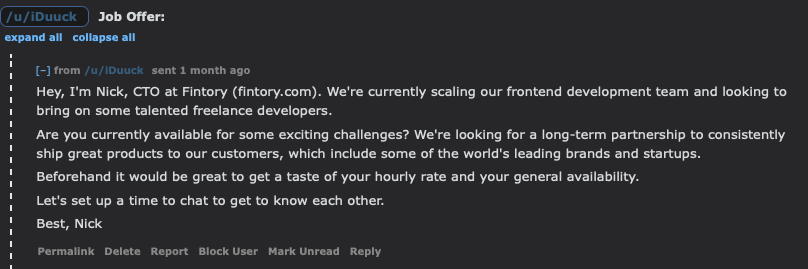 /u/iDuuck Job Offer:
expand all collapse all
[–] from /u/iDuuck sent 1 month ago
Hey, I'm Nick, CTO at Fintory (fintory.com). We're currently scaling our frontend development team and looking to
bring on some talented freelance developers.
Are you currently available for some exciting challenges? We're looking for a long-term partnership to consistently
ship great products to our customers, which include some of the world's leading brands and startups.
Beforehand it would be great to get a taste of your hourly rate and your general availability.
Let's set up a time to chat to get to know each other.
Best, Nick
Permalink Delete Report Block User Mark Unread Reply